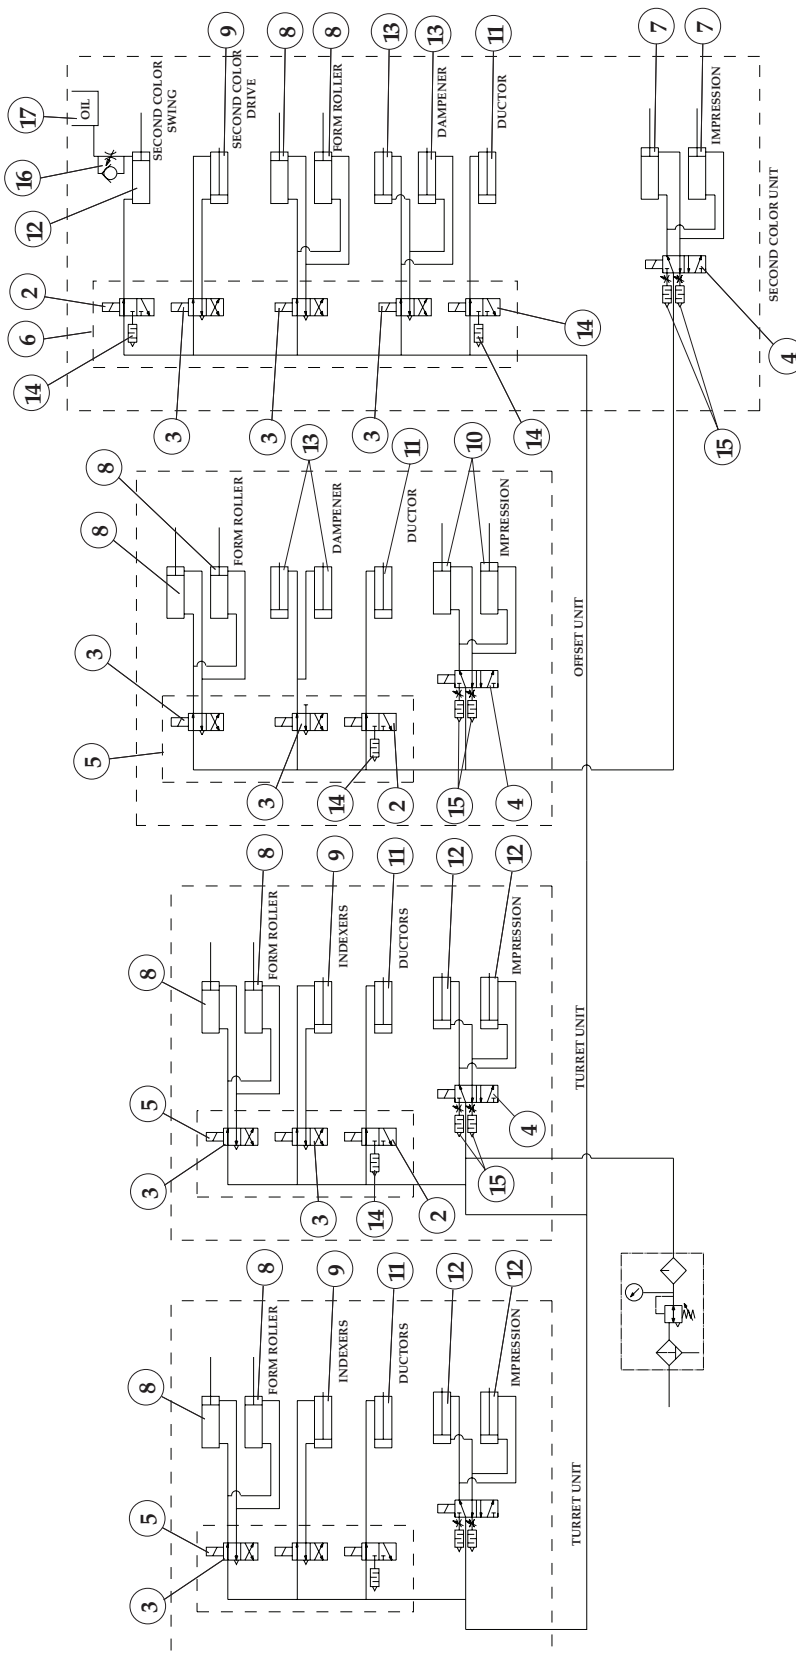 3
5
8
8
FORM ROLLER
9
INDEXERS
11
DUCTORS
12
12
IMPRESSION
TURRET UNIT
3
5
8
8
FORM ROLLER
3
9
INDEXERS
14
2
11
DUCTORS
15
4
12
12
IMPRESSION
TURRET UNIT
5
3
8
8
FORM ROLLER
3
13
DAMPENER
14
2
11
DUCTOR
15
4
10
IMPRESSION
OFFSET UNIT
14
6
2
12
16
17
OIL
SECOND COLOR
SWING
3
9
SECOND COLOR
DRIVE
3
8
8
FORM ROLLER
3
13
13
DAMPENER
14
14
11
DUCTOR
15
4
7
7
IMPRESSION
SECOND COLOR UNIT